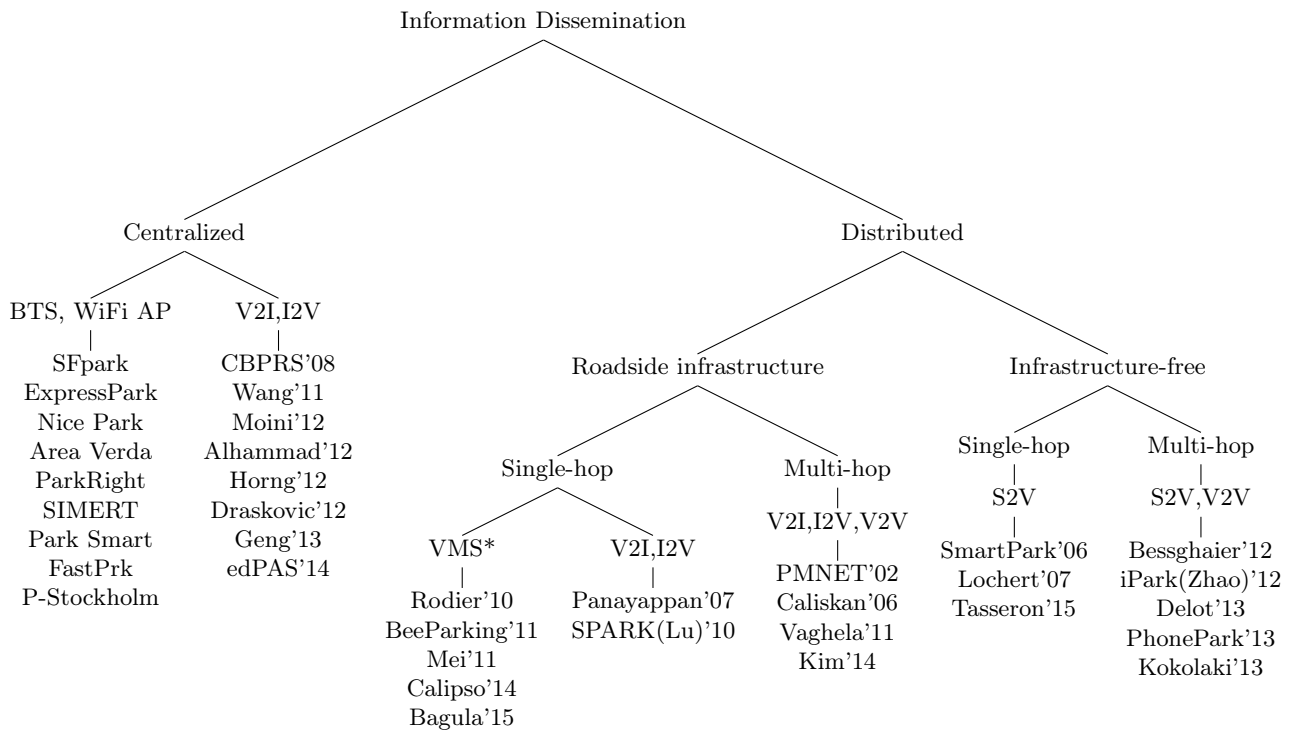 Information Dissemination
Centralized
Distributed
BTS, WiFi AP
V2I,I2V
SFpark
ExpressPark
Nice Park
Area Verda
ParkRight
SIMERT
Park Smart
FastPrk
P-Stockholm
CBPRS'08
Wang'11
Moini'12
Alhammad'12
Horng'12
Draskovic'12
Geng'13
edPAS'14
Roadside infrastructure
Infrastructure-free
Single-hop
Multi-hop
VMS*
V2I,I2V
Rodier'10
BeeParking'11
Mei'11
Calipso'14
Bagula'15
Panayappan'07
SPARK(Lu)'10
V2I,I2V,V2V
PMNET'02
Caliskan'06
Vaghela'11
Kim'14
Single-hop
Multi-hop
S2V
SmartPark'06
Lochert'07
Tasseron'15
S2V,V2V
Bessghaier'12
iPark(Zhao)'12
Delot'13
PhonePark'13
Kokolaki'13